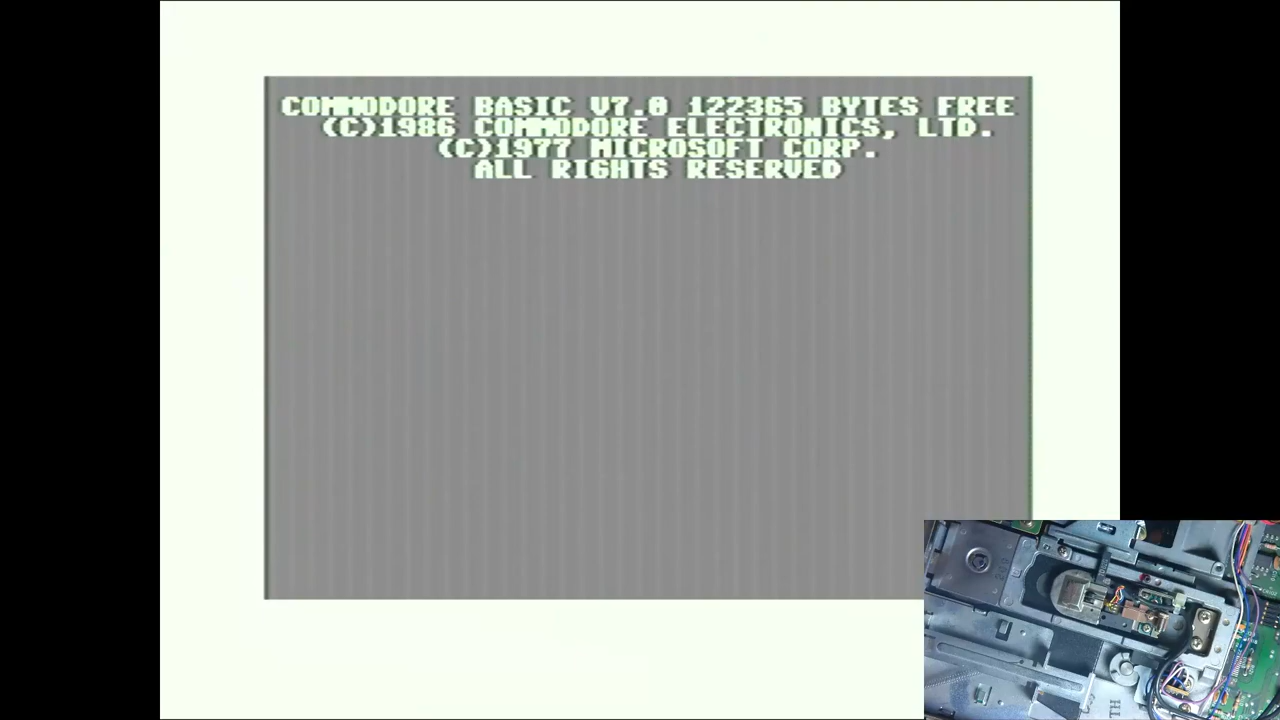 COMMODORE BASIC V7.0 122365 BYTES FREE
(C)1986 COMMODORE ELECTRONICS, LTD.
(C)1977 MICROSOFT CORP.
ALL RIGHTS RESERVED